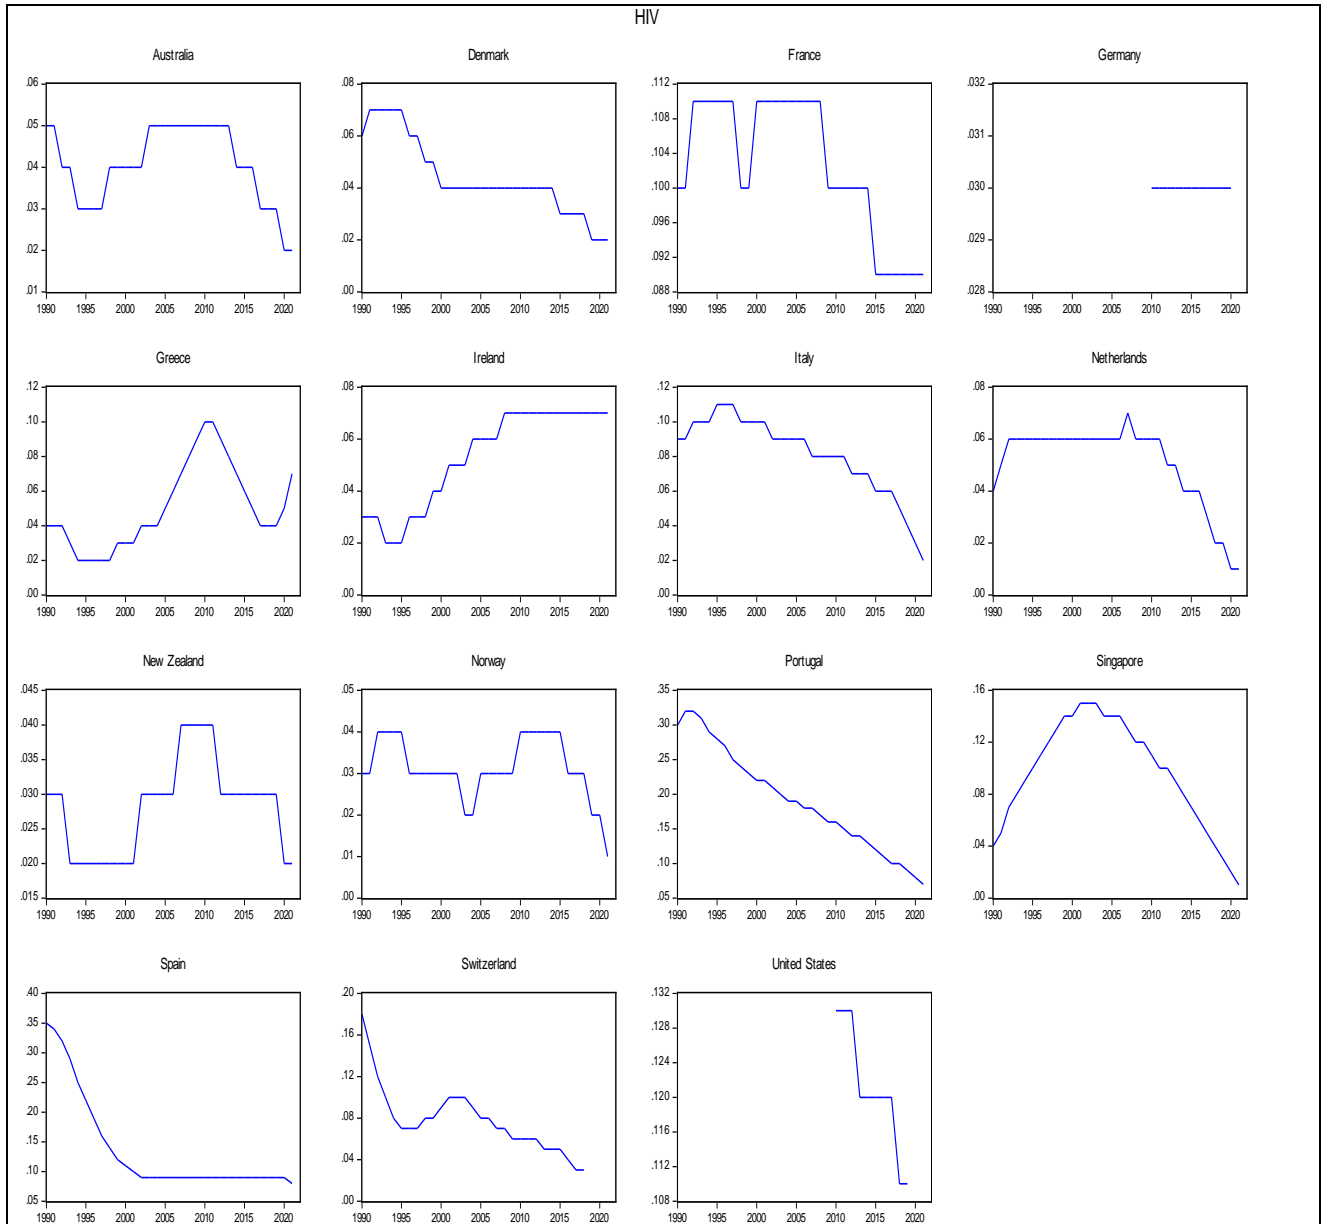 HIV
Australia Denmark France Germany
.06 .08 .112 .032
.05 .108 .031
.06 .104
.04 .04 .100 .030
.03 .096
.02 .02 .092 .029
.01 .00 .088 .028
1990 1995 2000 2005 2010 2015 2020 1990 1995 2000 2005 2010 2015 2020 1990 1995 2000 2005 2010 2015 2020 1990 1995 2000 2005 2010 2015 2020
Greece Ireland Italy Netherlands
.12 .08 .12 .08
.10 .10
.08 .06 .08 .06
.06 .04 .06 .04
.04 .02 .04 .02
.02 .02
.00 .00 .00 .00
1990 1995 2000 2005 2010 2015 2020 1990 1995 2000 2005 2010 2015 2020 1990 1995 2000 2005 2010 2015 2020 1990 1995 2000 2005 2010 2015 2020
New Zealand Norway Portugal Singapore
.045 .05 .35 .16
.040 .04 .30 .12
.035 .25
.030 .03 .20 .08
.025 .02 .15
.020 .01 .10 .04
.015 .00 .05 .00
1990 1995 2000 2005 2010 2015 2020 1990 1995 2000 2005 2010 2015 2020 1990 1995 2000 2005 2010 2015 2020 1990 1995 2000 2005 2010 2015 2020
Spain Switzerland United States
.40 .20 .132
.35 .16 .128
.30 .124
.25 .12 .120
.20 .08 .116
.15 .04 .112
.10
.05 .00 .108
1990 1995 2000 2005 2010 2015 2020 1990 1995 2000 2005 2010 2015 2020 1990 1995 2000 2005 2010 2015 2020